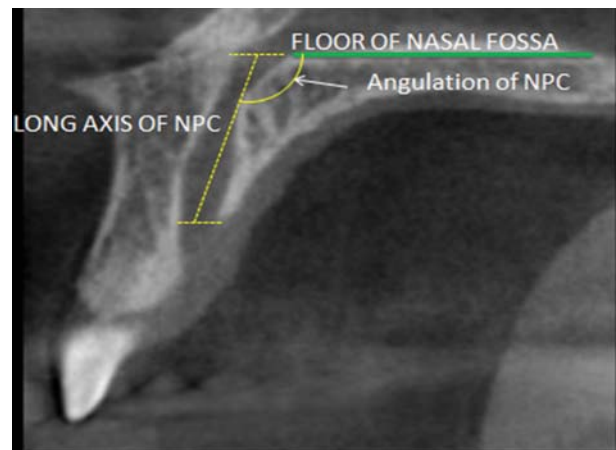 FLOOR OF NASAL FOSSA
Angulation of NPC
LONG AXIS OF NPC